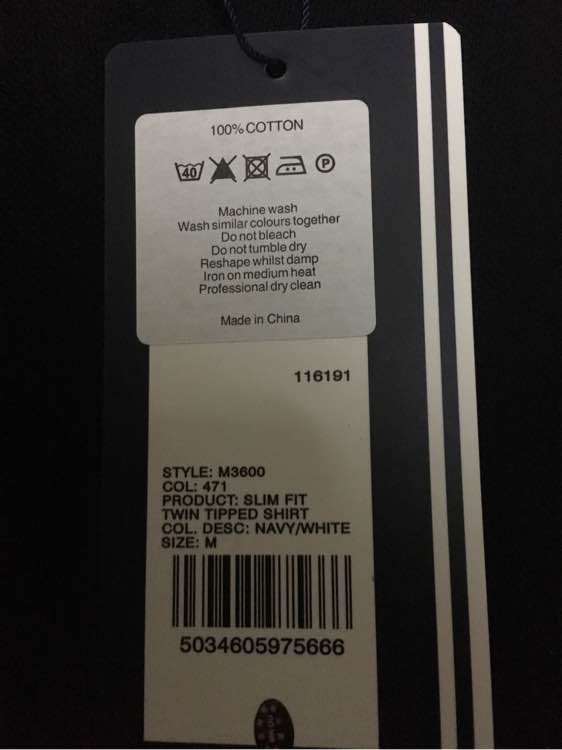 100% COTTON
40 P
Machine wash
Wash similar colours together
Do not bleach
Do not tumble dry
Reshape whilst damp
Iron on medium heat
Professional dry clean
Made in China
116191
STYLE: M3600
COL: 471
PRODUCT: SLIM FIT
TWIN TIPPED SHIRT
COL. DESC: NAVY/WHITE
SIZE: M
5034605975666